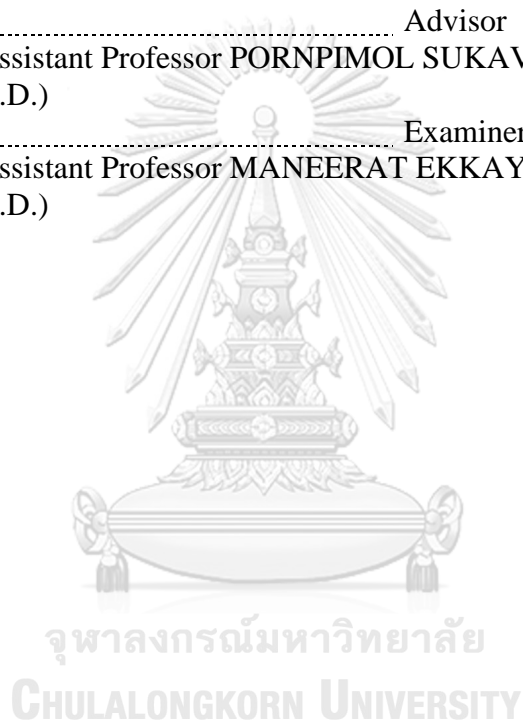 Advisor
ssistant Professor PORNPIMOL SUKAV
.D.)
Examiner
ssistant Professor MANEERAT EKKAY
.D.)
จุฬาลงกรณ์มหาวิทยาลัย
CHULALONGKORN UNIVERSITY